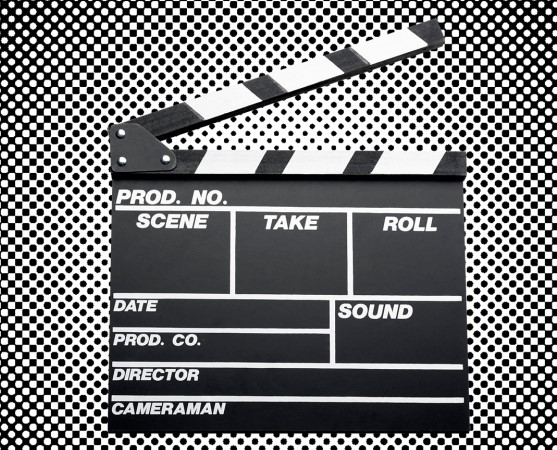 PROD. NO.
SCENE TAKE ROLL
DATE
SOUND
PROD. CO.
DIRECTOR
CAMERAMAN